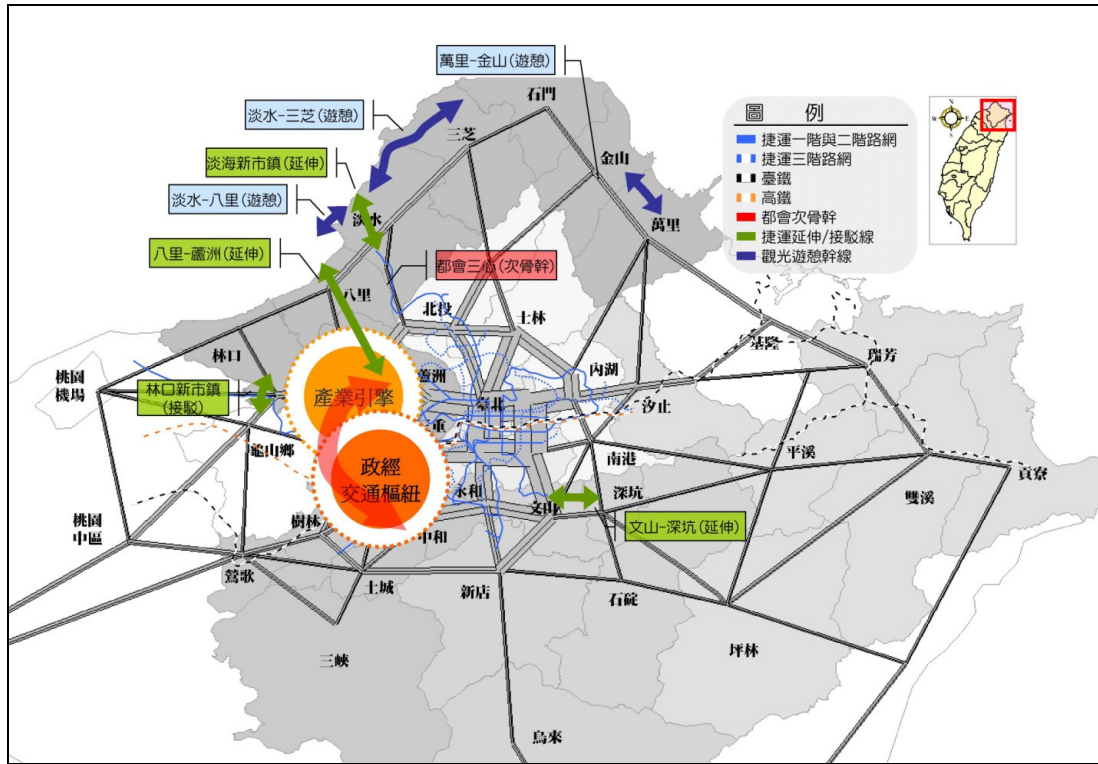 萬里-金山(遊憩)
淡水-三芝(遊憩)
淡海新市鎮(延伸)
淡水-八里(遊憩)
八里-蘆洲(延伸)
都會三心(次骨幹)
林口新市鎮
(接駁)
文山-深坑(延伸)
圖 例
捷運一階與二階路網
捷運三階路網
臺鐵
高鐵
都會次骨幹
捷運延伸/接駁線
觀光遊憩幹線
N
W
E
S
石門
三芝
金山
萬里
淡水
八里
北投
士林
基隆
瑞芳
林口
蘆洲
內湖
桃園
機場
產業引擎
臺北
汐止
重
龜山鄉
南港
平溪
貢寮
政經
交通樞紐
永和
文山
深坑
雙溪
桃園
中區
樹林
中和
鶯歌
土城
新店
石碇
三峽
坪林
烏來